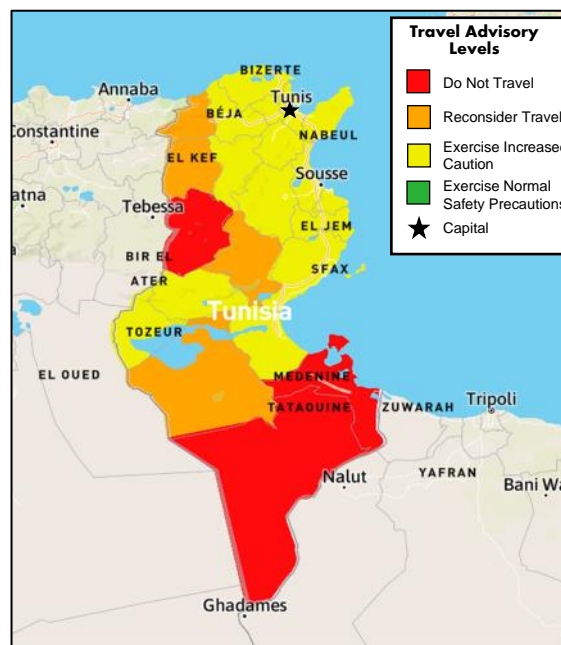 Travel Advisory
Levels
Do Not Travel
Reconsider Travel
Exercise Increased
Caution
Exercise Normal
Safety Precautions
Capital
BIZERTE
Annaba
Tunis
BÉJA
Constantine
NABEUL
EL KEF
Sousse
Tebessa
EL JEM
BIR EL
ATER
SFAX
Tunisia
TOZEUR
EL OUED
MEDENINE
TATAOUINE
ZUWARAH
Tripoli
YAFRAN
Nalut
Bani Wa
Ghadames